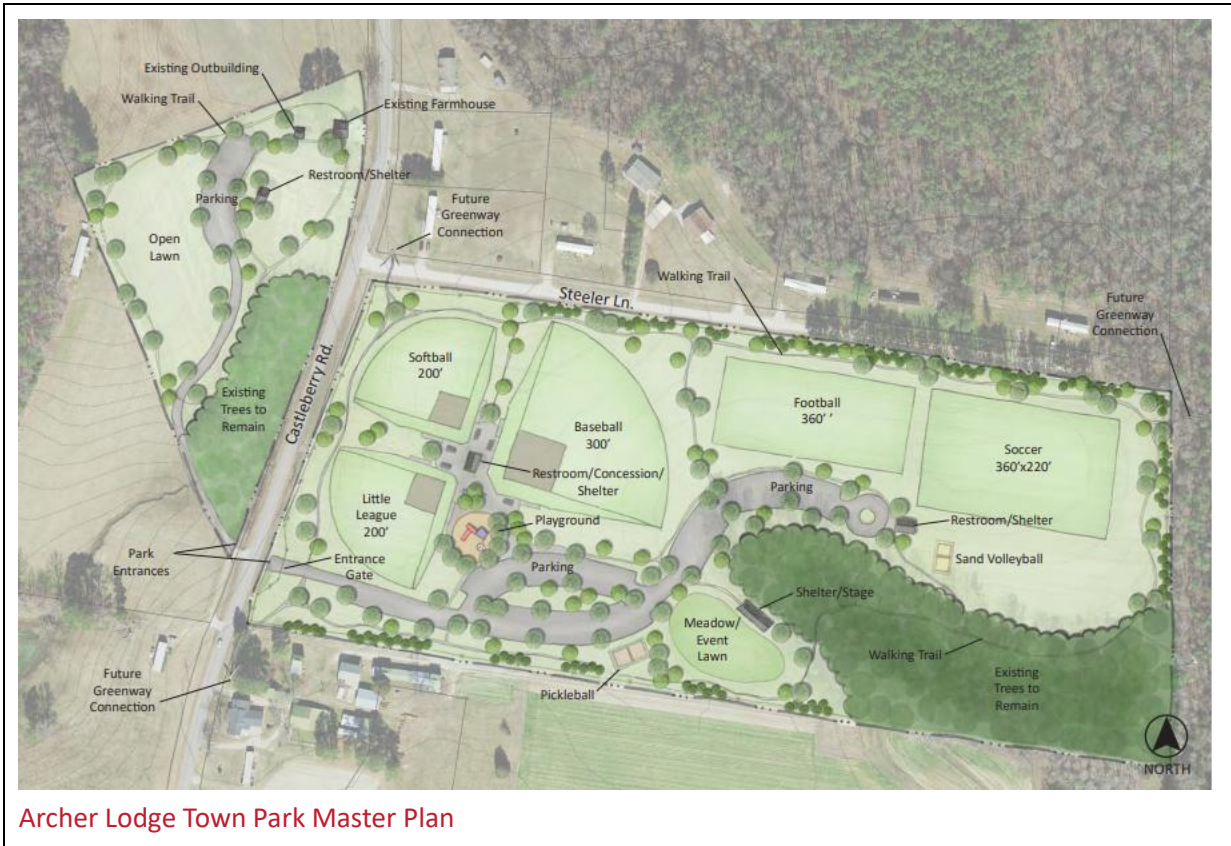 Existing Outbuilding
Walking Trail
Existing Farmhouse
Restroom/Shelter
Parking
Future
Greenway
Connection
Open
Lawn
Walking Trail
Steeler Ln.
Future
Greenway
Connection
Castleberry Rd.
Softball
200'
Existing
Trees to
Remain
Football
360' '
Baseball
300'
Soccer
360'x220'
Restroom/Concession/
Shelter
Little
League
200'
Parking
Playground
Restroom/Shelter
Park
Entrances
Entrance
Gate
Parking
Sand Volleyball
Shelter/Stage
Meadow/
Event
Lawn
Walking Trail
Future
Greenway
Connection
Pickleball
Existing
Trees to
Remain
NORTH
Archer Lodge Town Park Master Plan